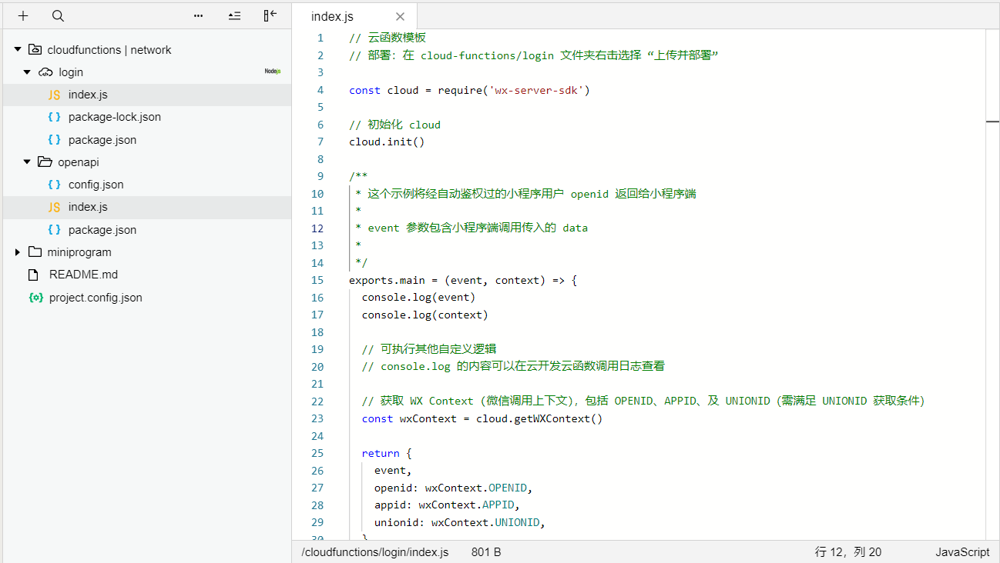 index.js
cloudfunctions | network
login
Nodejs
JS index.js
{ } package-lock.json
{ } package.json
openapi
{ } config.json
JS index.js
{ } package.json
miniprogram
README.md
project.config.json
1 // 云函数模板
2 // 部署：在 cloud-functions/login 文件夹右击选择 “上传并部署”
3
4 const cloud = require('wx-server-sdk')
5
6 // 初始化 cloud
7 cloud.init()
8
9 /**
10 * 这个示例将经自动鉴权过的小程序用户 openid 返回给小程序端
11 *
12 * event 参数包含小程序端调用传入的 data
13 *
14 */
15 exports.main = (event, context) => {
16 console.log(event)
17 console.log(context)
18
19 // 可执行其他自定义逻辑
20 // console.log 的内容可以在云开发云函数调用日志查看
21
22 // 获取 WX Context (微信调用上下文)，包括 OPENID、APPID、及 UNIONID（需满足 UNIONID 获取条件）
23 const wxContext = cloud.getWXContext()
24
25 return {
26 event,
27 openid: wxContext.OPENID,
28 appid: wxContext.APPID,
29 unionid: wxContext.UNIONID,
30 }
/cloudfunctions/login/index.js 801 B 行 12，列 20 JavaScript